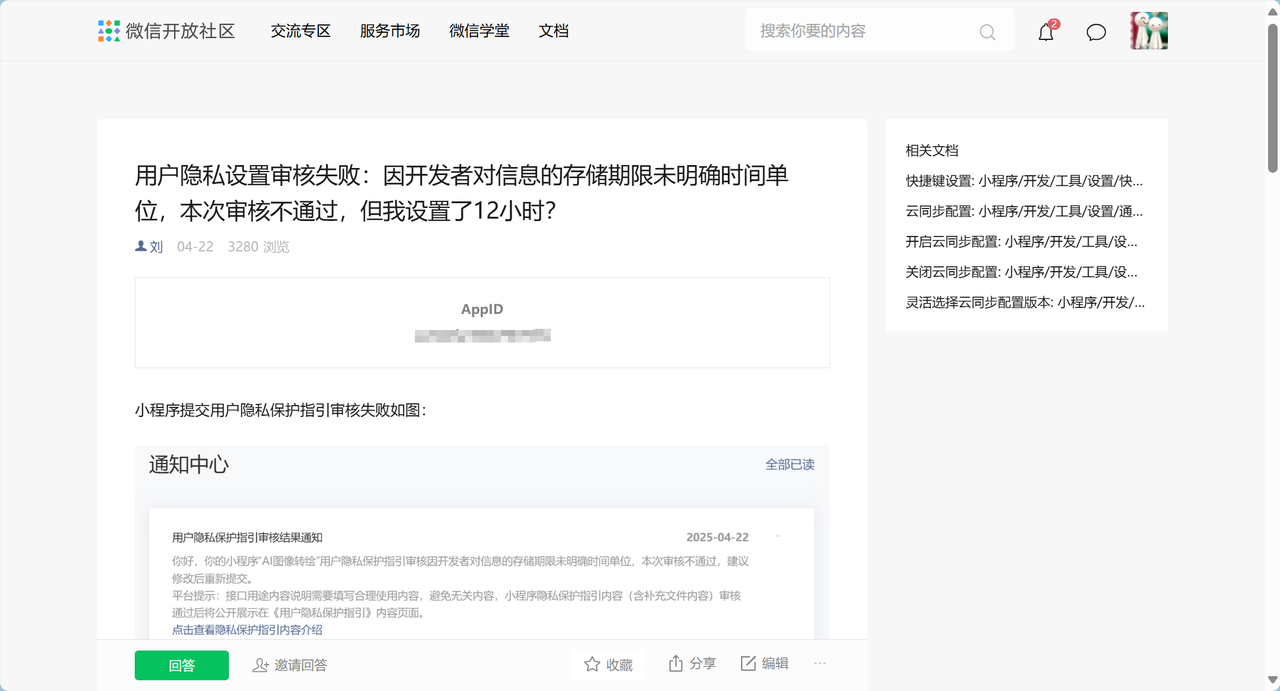 微信开放社区 交流专区 服务市场 微信学堂 文档 搜索你要的内容 2
用户隐私设置审核失败：因开发者对信息的存储期限未明确时间单
位，本次审核不通过，但我设置了12小时？
刘 04-22 3280 浏览
AppID
小程序提交用户隐私保护指引审核失败如图：
通知中心 全部已读
用户隐私保护指引审核结果通知 2025-04-22
你好，你的小程序"AI图像转绘"用户隐私保护指引审核因开发者对信息的存储期限未明确时间单位，本次审核不通过，建议
修改后重新提交。
平台提示：接口用途内容说明需要填写合理使用内容，避免无关内容，小程序隐私保护指引内容（含补充文件内容）审核
通过后将公开展示在《用户隐私保护指引》内容页面。
点击查看隐私保护指引内容介绍
回答 邀请回答 收藏 分享 编辑 ···
相关文档
快捷键设置: 小程序/开发/工具/设置/快...
云同步配置: 小程序/开发/工具/设置/通...
开启云同步配置: 小程序/开发/工具/设...
关闭云同步配置: 小程序/开发/工具/设...
灵活选择云同步配置版本: 小程序/开发/...